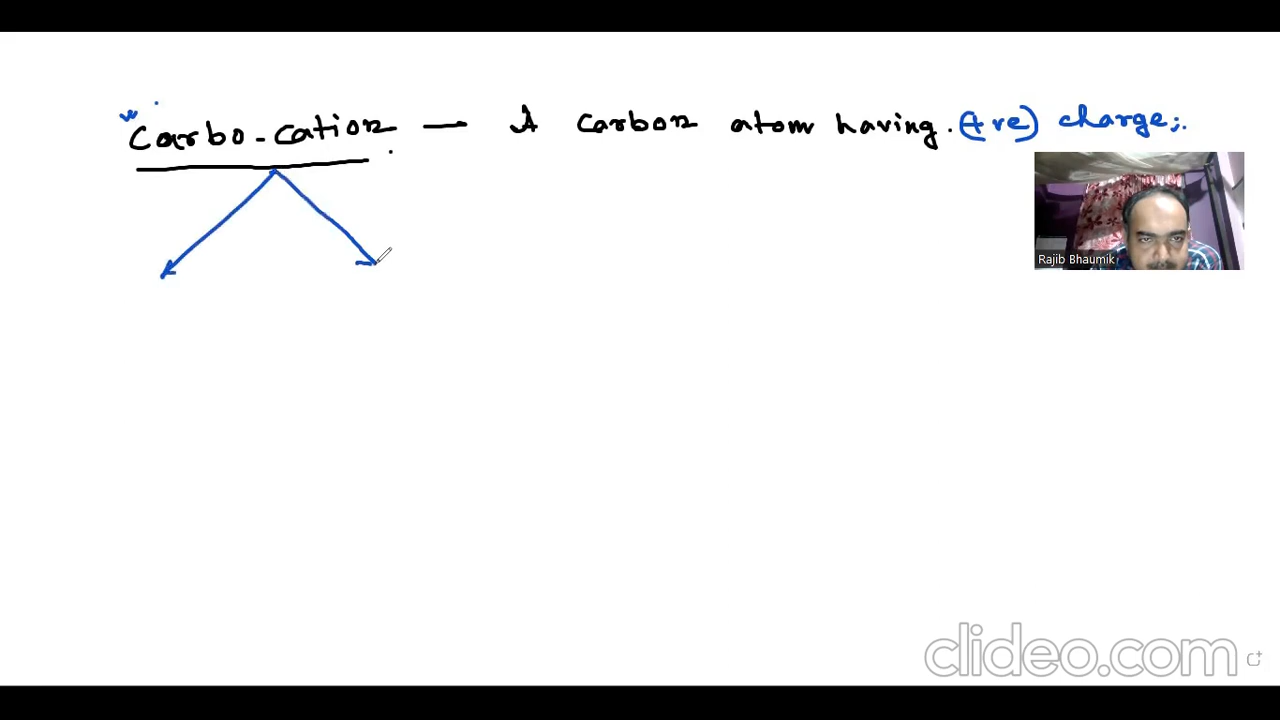 Carbo-cation — A carbon atom having (+ve) charge;.
Rajib Bhaumik
clideo.com